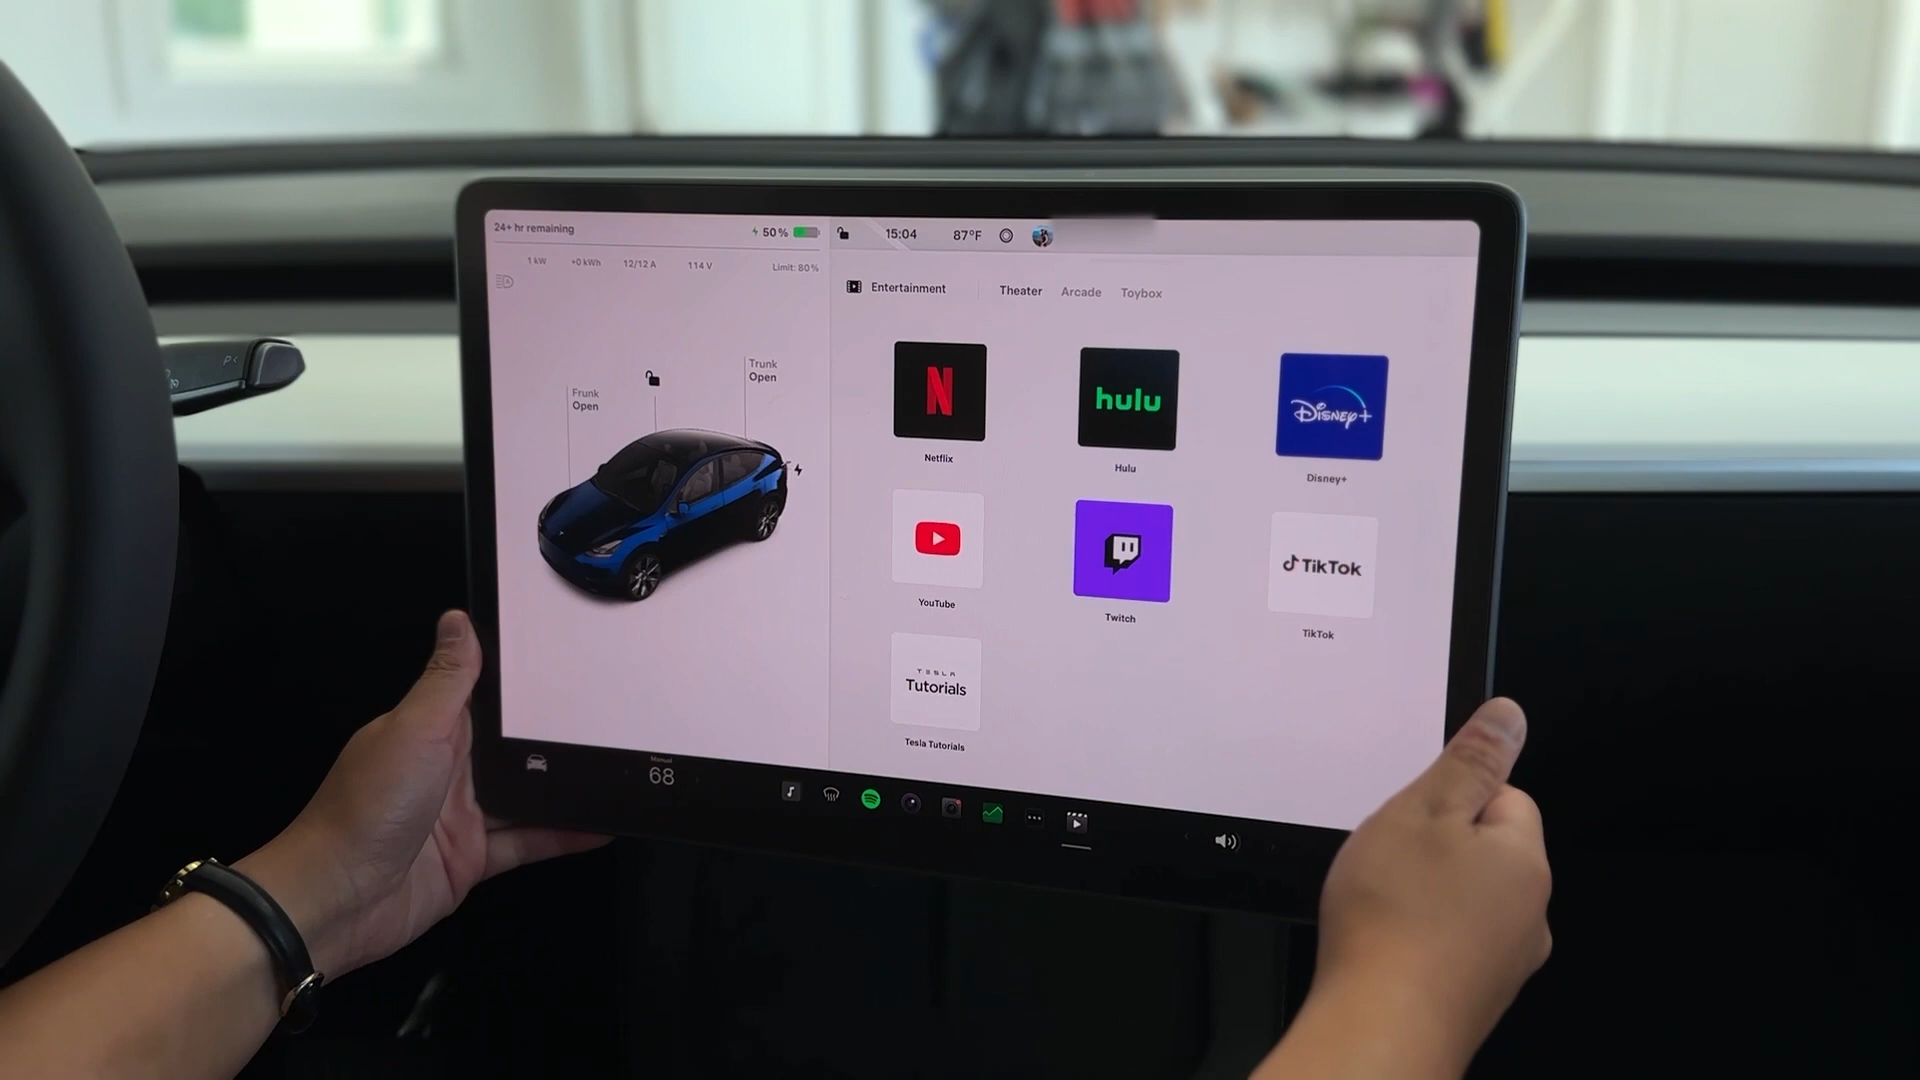 24+ hr remaining
50%
15:04
87°F
1 kW
+0 kWh
12/12 A
114 V
Limit: 80%
Entertainment
Theater
Arcade
Toybox
Frunk
Open
Trunk
Open
N
hulu
Disney+
Netflix
Hulu
Disney+
TikTok
YouTube
Twitch
TikTok
TESLA
Tutorials
Tesla Tutorials
Manual
68
P